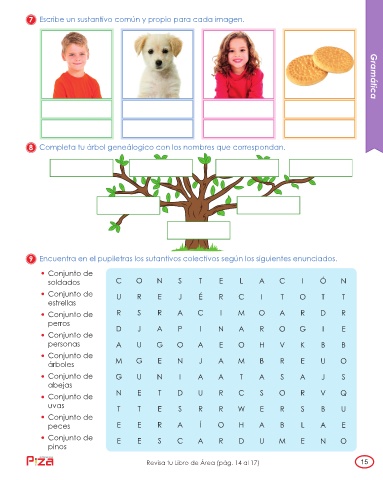 7 Escribe un sustantivo común y propio para cada imagen.
Gramática
8 Completa tu árbol geneálogico con los nombres que correspondan.
9 Encuentra en el pupiletras los sutantivos colectivos según los siguientes enunciados.
• Conjunto de soldados
• Conjunto de estrellas
• Conjunto de perros
• Conjunto de personas
• Conjunto de árboles
• Conjunto de abejas
• Conjunto de uvas
• Conjunto de peces
• Conjunto de pinos
C O N S T E L A C I Ó N
U R E J É R C I T O T T
R S R A C I M O A R D R
D J A P I N A R O G I E
A U G O A E O H V K B B
M G E N J A M B R E U O
G U N I A A T A S A J S
N E T D U R C S O R V Q
T T E S R R W E R S B U
E E R A Í O H A B L A E
E E S C A R D U M E N O
Piza
Revisa tu Libro de Área (pág. 14 al 17)
15